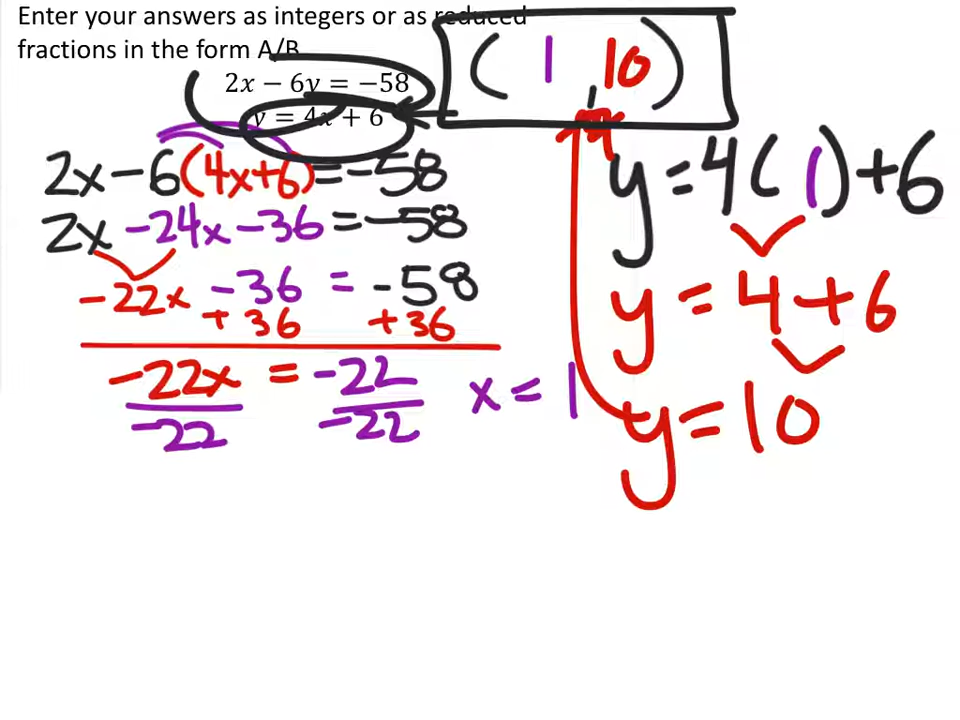 Enter your answers as integers or as reduced
fractions in the form A/B
2x − 6y = −58
y = 4x + 6
( 1 , 10 )
2x − 6(4x+6) = −58
2x − 24x − 36 = −58
−22x − 36 = −58
+ 36 + 36
−22x = −22
−22 −22
x = 1
y = 4( 1 ) + 6
y = 4 + 6
y = 10